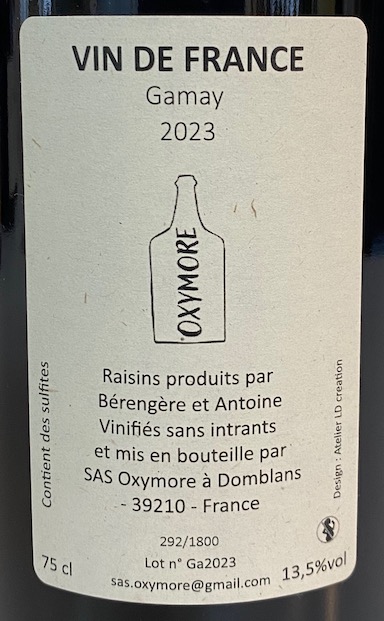 VIN DE FRANCE
Gamay
2023
OXYMORE
Raisins produits par
Bérengère et Antoine
Vinifiés sans intrants
et mis en bouteille par
SAS Oxymore à Domblans
- 39210 - France
Contient des sulfites
Design : Atelier LD creation
292/1800
Lot n° Ga2023
75 cl
sas.oxymore@gmail.com
13,5%vol